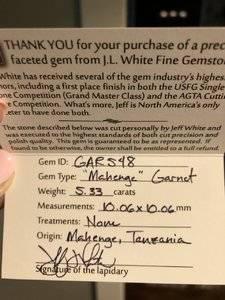 THANK YOU for your purchase of a prec
faceted gem from J.L. White Fine Gemsto
White has received several of the gem industry's highes
nors, including a first place finish in both the USFG Single
one Competition (Grand Master Class) and the AGTA Cuttin
e Competition. What's more, Jeff is North America's only
ter to have done both.
The stone described below was cut personally by Jeff White and
was executed to the highest standards of both cut precision and
polish quality. This gem is guaranteed to be as represented. If
found to be otherwise, the owner shall be entitled to a full refund.
Gem ID: GAE548
Gem Type: "Mahenge" Garnet
Weight: 5.33 carats
Measurements: 10.06x10.06 mm
Treatments: None
Origin: Mahenge, Tanzania
Signature of the lapidary